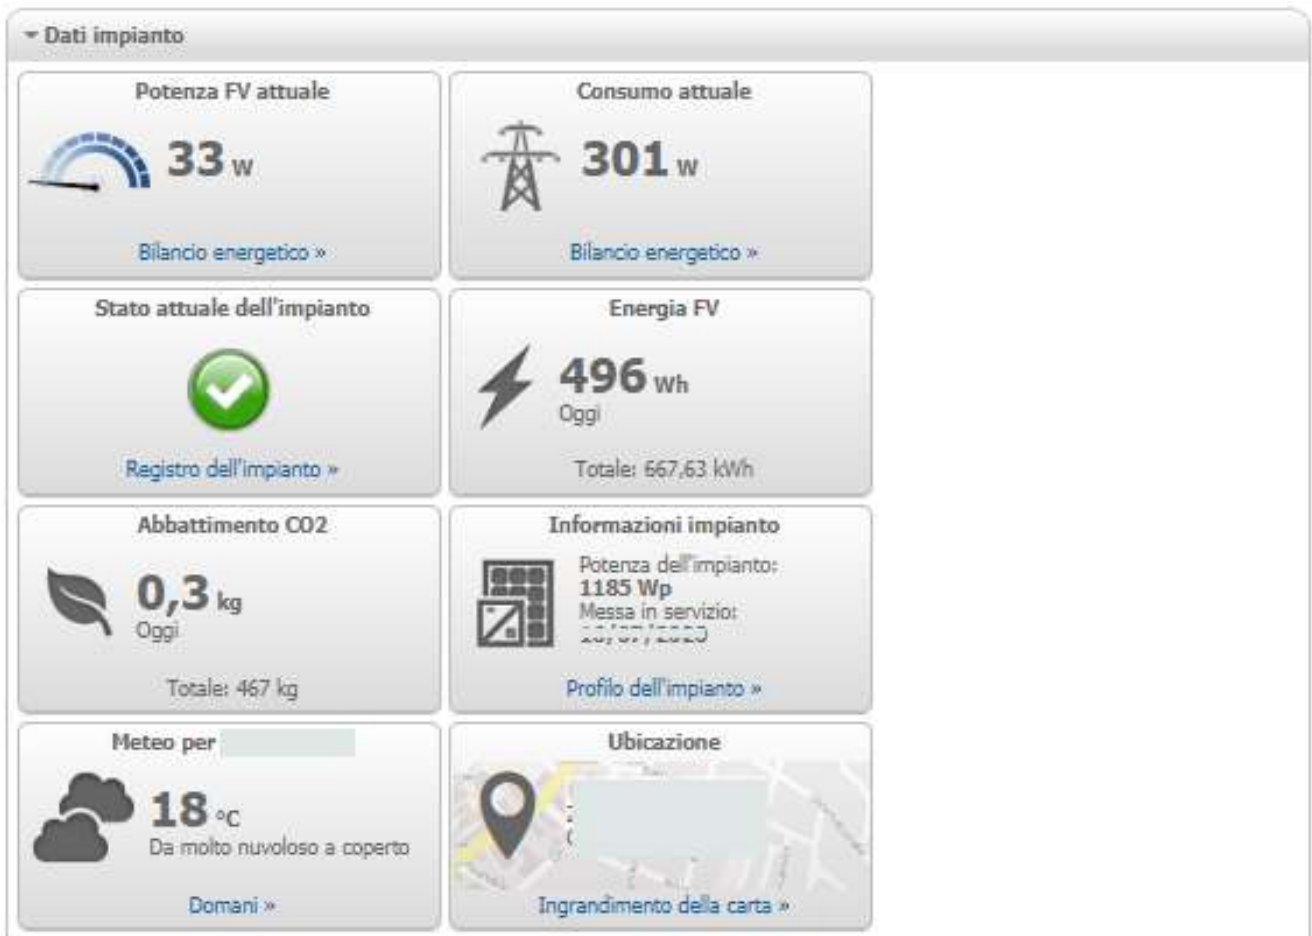 Dati impianto
Potenza FV attuale
33 W
Bilancio energetico »
Consumo attuale
301 W
Bilancio energetico »
Stato attuale dell'impianto
Registro dell'impianto »
Energia FV
496 Wh
Oggi
Totale: 667,63 kWh
Abbattimento CO2
0,3 kg
Oggi
Totale: 467 kg
Informazioni impianto
Potenza dell'impianto:
1185 Wp
Messa in servizio:
Profilo dell'impianto »
Meteo per
18 °C
Da molto nuvoloso a coperto
Domani »
Ubicazione
Ingrandimento della carta »